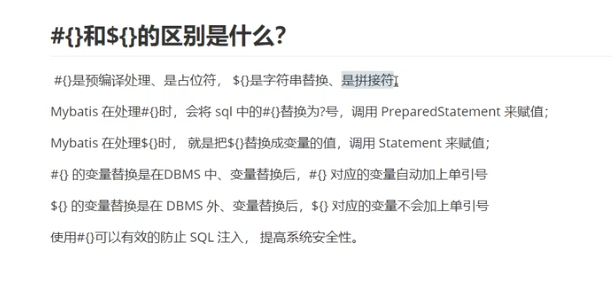 #{}和${}的区别是什么？
#{}是预编译处理、是占位符， ${}是字符串替换、是拼接符
Mybatis 在处理#{}时，会将 sql 中的#{}替换为?号，调用 PreparedStatement 来赋值；
Mybatis 在处理${}时， 就是把${}替换成变量的值，调用 Statement 来赋值；
#{} 的变量替换是在DBMS 中、变量替换后，#{} 对应的变量自动加上单引号
${} 的变量替换是在 DBMS 外、变量替换后，${} 对应的变量不会加上单引号
使用#{}可以有效的防止 SQL 注入， 提高系统安全性。